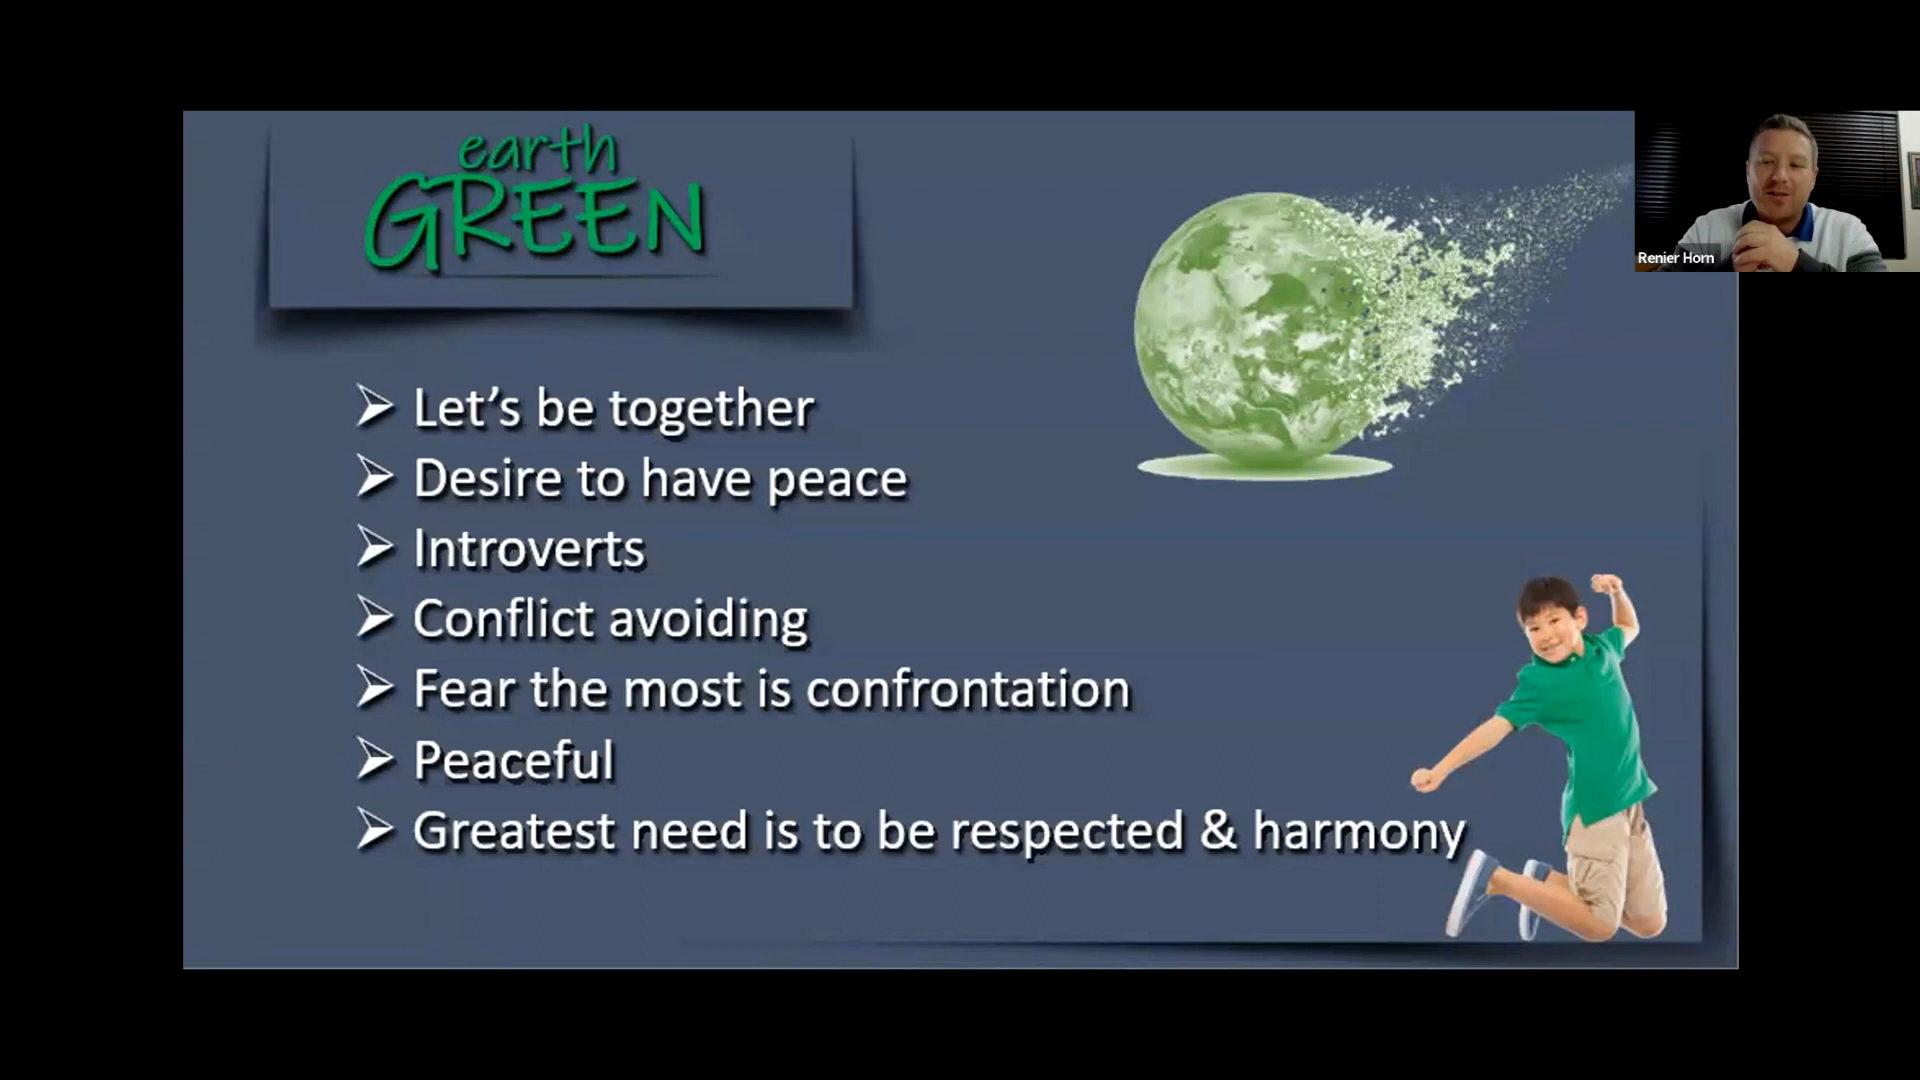 earth
GREEN
Renier Horn
Let's be together
Desire to have peace
Introverts
Conflict avoiding
Fear the most is confrontation
Peaceful
Greatest need is to be respected & harmony